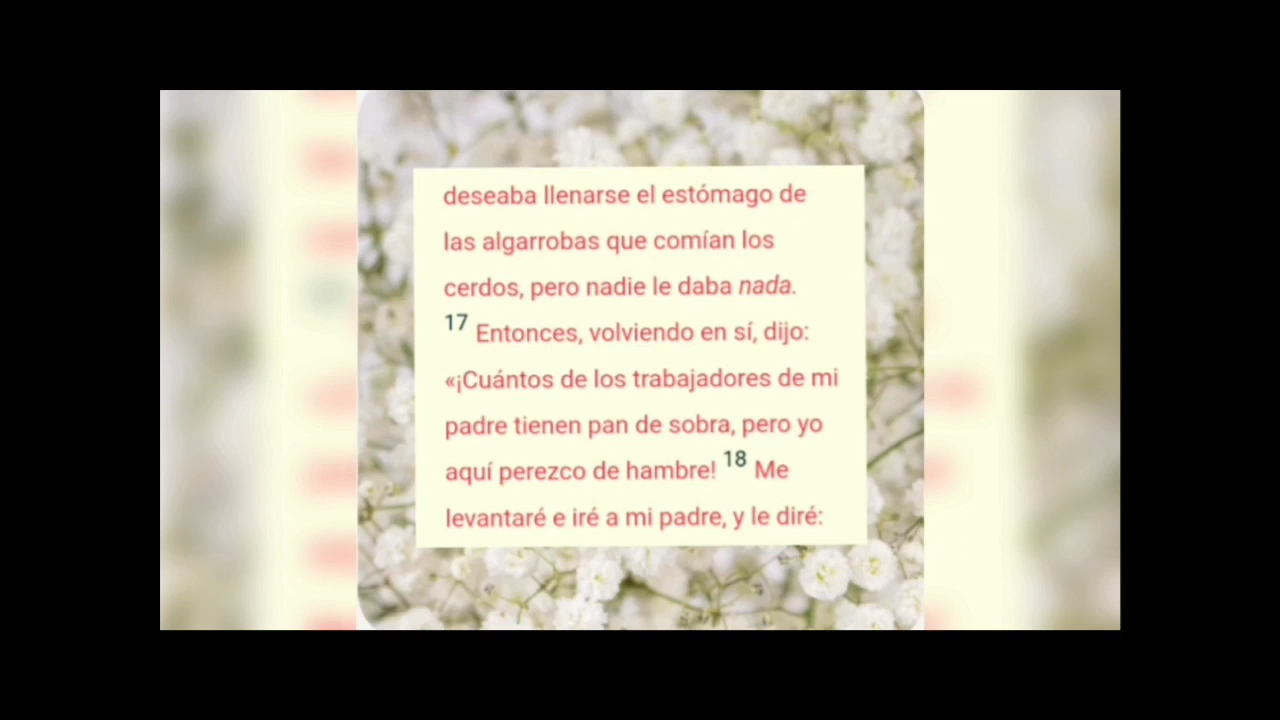 deseaba llenarse el estómago de
las algarrobas que comían los
cerdos, pero nadie le daba nada.
17 Entonces, volviendo en sí, dijo:
«¡Cuántos de los trabajadores de mi
padre tienen pan de sobra, pero yo
aquí perezco de hambre! 18 Me
levantaré e iré a mi padre, y le diré: